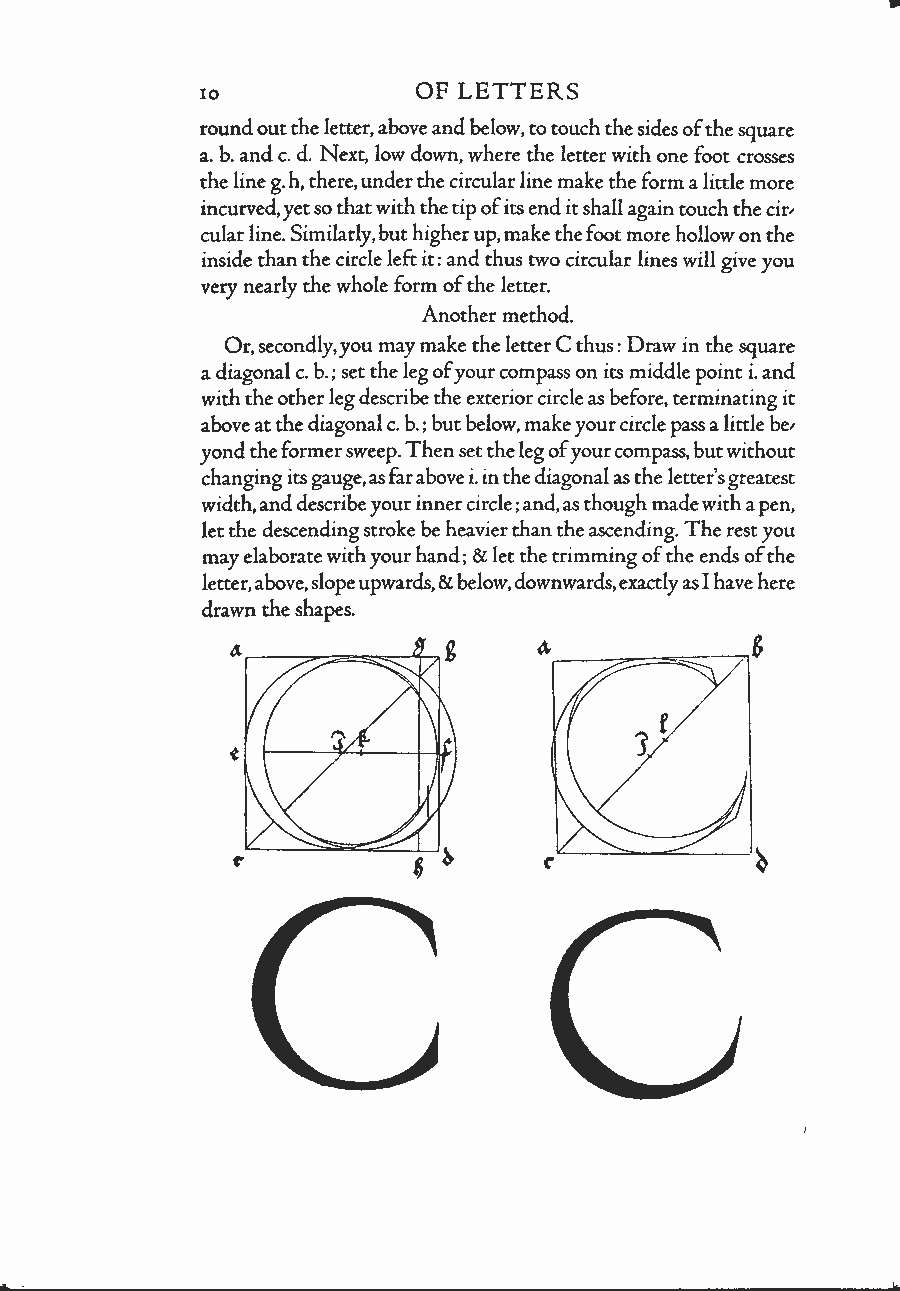 10 OF LETTERS
round out the letter, above and below, to touch the sides of the square
a. b. and c. d. Next, low down, where the letter with one foot crosses
the line g. h, there, under the circular line make the form a little more
incurved, yet so that with the tip of its end it shall again touch the cir-
cular line. Similarly, but higher up, make the foot more hollow on the
inside than the circle left it: and thus two circular lines will give you
very nearly the whole form of the letter.
Another method.
Or, secondly, you may make the letter C thus: Draw in the square
a diagonal c. b.; set the leg of your compass on its middle point i. and
with the other leg describe the exterior circle as before, terminating it
above at the diagonal c. b.; but below, make your circle pass a little be-
yond the former sweep. Then set the leg of your compass, but without
changing its gauge, as far above i. in the diagonal as the letter's greatest
width, and describe your inner circle; and, as though made with a pen,
let the descending stroke be heavier than the ascending. The rest you
may elaborate with your hand; & let the trimming of the ends of the
letter, above, slope upwards, & below, downwards, exactly as I have here
drawn the shapes.
a g b a b
i k l
e f i
c h d c d
C C